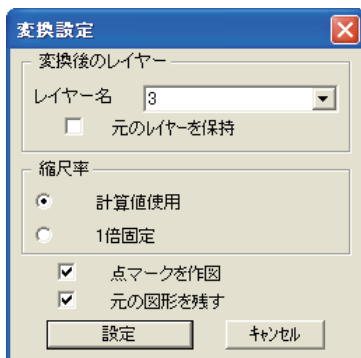 変換設定
変換後のレイヤー
レイヤー名 3
元のレイヤーを保持
縮尺率
計算値使用
1倍固定
点マークを作図
元の図形を残す
設定 キャンセル